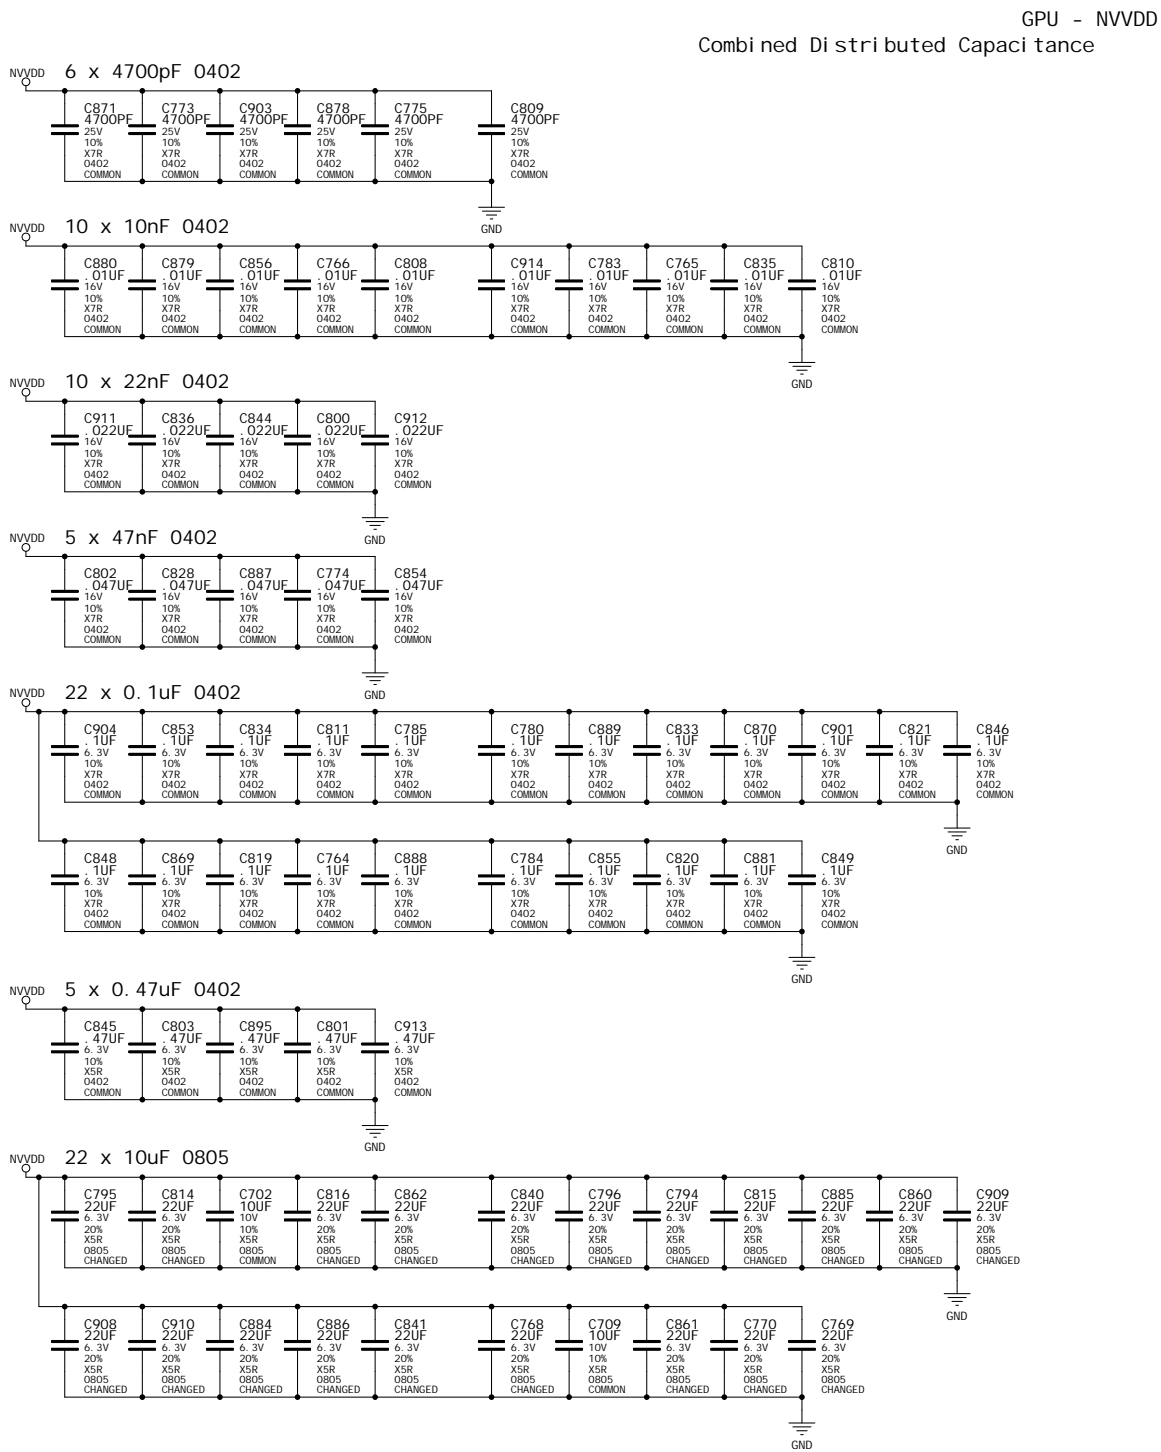 GPU - NVVDD
Combined Distributed Capacitance
NVVDD 6 x 4700pF 0402
C871 C773 C903 C878 C775 C809
4700PF 4700PF 4700PF 4700PF 4700PF 4700PF
25V 25V 25V 25V 25V 25V
10% 10% 10% 10% 10% 10%
X7R X7R X7R X7R X7R X7R
0402 0402 0402 0402 0402 0402
COMMON COMMON COMMON COMMON COMMON COMMON
GND
NVVDD 10 x 10nF 0402
C880 C879 C856 C766 C808 C914 C783 C765 C835 C810
.01UF .01UF .01UF .01UF .01UF .01UF .01UF .01UF .01UF .01UF
16V 16V 16V 16V 16V 16V 16V 16V 16V 16V
10% 10% 10% 10% 10% 10% 10% 10% 10% 10%
X7R X7R X7R X7R X7R X7R X7R X7R X7R X7R
0402 0402 0402 0402 0402 0402 0402 0402 0402 0402
COMMON COMMON COMMON COMMON COMMON COMMON COMMON COMMON COMMON COMMON
GND
NVVDD 10 x 22nF 0402
C911 C836 C844 C800 C912
.022UF .022UF .022UF .022UF .022UF
16V 16V 16V 16V 16V
10% 10% 10% 10% 10%
X7R X7R X7R X7R X7R
0402 0402 0402 0402 0402
COMMON COMMON COMMON COMMON COMMON
GND
NVVDD 5 x 47nF 0402
C802 C828 C887 C774 C854
.047UF .047UF .047UF .047UF .047UF
16V 16V 16V 16V 16V
10% 10% 10% 10% 10%
X7R X7R X7R X7R X7R
0402 0402 0402 0402 0402
COMMON COMMON COMMON COMMON COMMON
GND
NVVDD 22 x 0.1uF 0402
C904 C853 C834 C811 C785 C780 C889 C833 C870 C901 C821 C846
.1UF .1UF .1UF .1UF .1UF .1UF .1UF .1UF .1UF .1UF .1UF .1UF
6.3V 6.3V 6.3V 6.3V 6.3V 6.3V 6.3V 6.3V 6.3V 6.3V 6.3V 6.3V
10% 10% 10% 10% 10% 10% 10% 10% 10% 10% 10% 10%
X7R X7R X7R X7R X7R X7R X7R X7R X7R X7R X7R X7R
0402 0402 0402 0402 0402 0402 0402 0402 0402 0402 0402 0402
COMMON COMMON COMMON COMMON COMMON COMMON COMMON COMMON COMMON COMMON COMMON COMMON
GND
C848 C869 C819 C764 C888 C784 C855 C820 C881 C849
.1UF .1UF .1UF .1UF .1UF .1UF .1UF .1UF .1UF .1UF
6.3V 6.3V 6.3V 6.3V 6.3V 6.3V 6.3V 6.3V 6.3V 6.3V
10% 10% 10% 10% 10% 10% 10% 10% 10% 10%
X7R X7R X7R X7R X7R X7R X7R X7R X7R X7R
0402 0402 0402 0402 0402 0402 0402 0402 0402 0402
COMMON COMMON COMMON COMMON COMMON COMMON COMMON COMMON COMMON COMMON
GND
NVVDD 5 x 0.47uF 0402
C845 C803 C895 C801 C913
.47UF .47UF .47UF .47UF .47UF
6.3V 6.3V 6.3V 6.3V 6.3V
10% 10% 10% 10% 10%
X5R X5R X5R X5R X5R
0402 0402 0402 0402 0402
COMMON COMMON COMMON COMMON COMMON
GND
NVVDD 22 x 10uF 0805
C795 C814 C702 C816 C862 C840 C796 C794 C815 C885 C860 C909
22UF 22UF 10UF 22UF 22UF 22UF 22UF 22UF 22UF 22UF 22UF 22UF
6.3V 6.3V 10V 6.3V 6.3V 6.3V 6.3V 6.3V 6.3V 6.3V 6.3V 6.3V
20% 20% 10% 20% 20% 20% 20% 20% 20% 20% 20% 20%
X5R X5R X5R X5R X5R X5R X5R X5R X5R X5R X5R X5R
0805 0805 0805 0805 0805 0805 0805 0805 0805 0805 0805 0805
CHANGED CHANGED COMMON CHANGED CHANGED CHANGED CHANGED CHANGED CHANGED CHANGED CHANGED CHANGED
GND
C908 C910 C884 C886 C841 C768 C709 C861 C770 C769
22UF 22UF 22UF 22UF 22UF 22UF 10UF 22UF 22UF 22UF
6.3V 6.3V 6.3V 6.3V 6.3V 6.3V 10V 6.3V 6.3V 6.3V
20% 20% 20% 20% 20% 20% 10% 20% 20% 20%
X5R X5R X5R X5R X5R X5R X5R X5R X5R X5R
0805 0805 0805 0805 0805 0805 0805 0805 0805 0805
CHANGED CHANGED CHANGED CHANGED CHANGED CHANGED COMMON CHANGED CHANGED CHANGED
GND